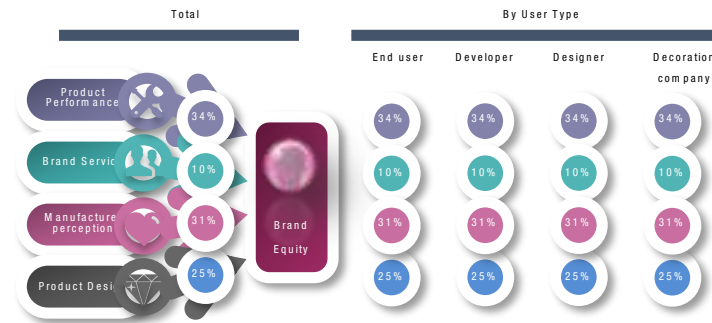 Total
By User Type
End user
Developer
Designer
Decoration
company
Product
Performance
34%
34%
34%
34%
34%
Brand Servic
10%
10%
10%
10%
10%
Manufacture
perception
31%
31%
31%
31%
31%
Brand
Equity
Product Desi
25%
25%
25%
25%
25%